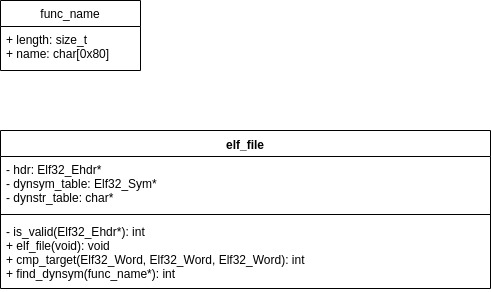 func_name
+ length: size_t
+ name: char[0x80]
elf_file
- hdr: Elf32_Ehdr*
- dynsym_table: Elf32_Sym*
- dynstr_table: char*
- is_valid(Elf32_Ehdr*): int
+ elf_file(void): void
+ cmp_target(Elf32_Word, Elf32_Word, Elf32_Word): int
+ find_dynsym(func_name*): int